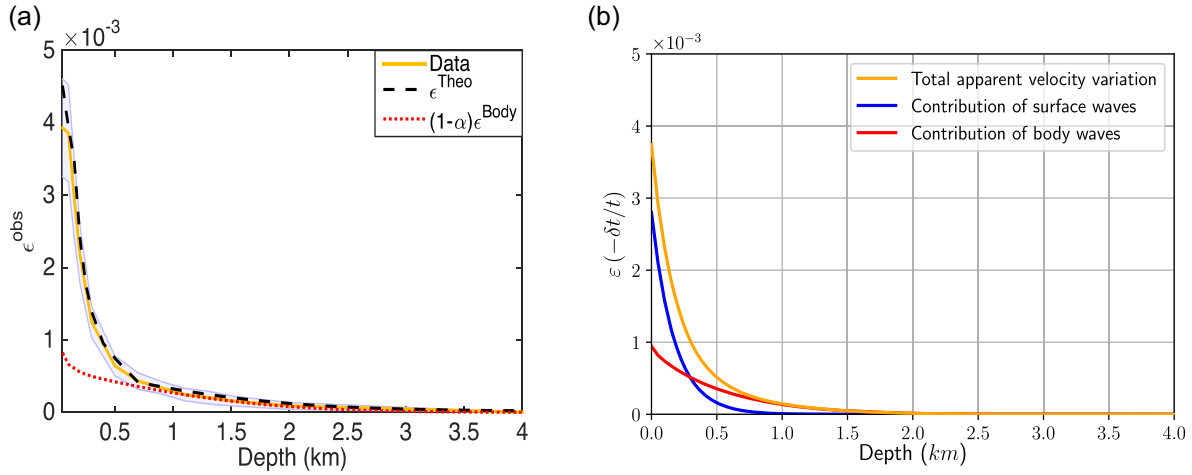 (a)
×10⁻³
5
4
3
2
1
0
ϵᵒᵇˢ
0.5
1
1.5
2
2.5
3
3.5
4
Depth (km)
Data
ϵᵀʰᵉᵒ
(1-α)ϵᴮᵒᵈʸ
(b)
×10⁻³
5
4
3
2
1
0
ε (−δt/t)
0.0
0.5
1.0
1.5
2.0
2.5
3.0
3.5
4.0
Depth (km)
Total apparent velocity variation
Contribution of surface waves
Contribution of body waves